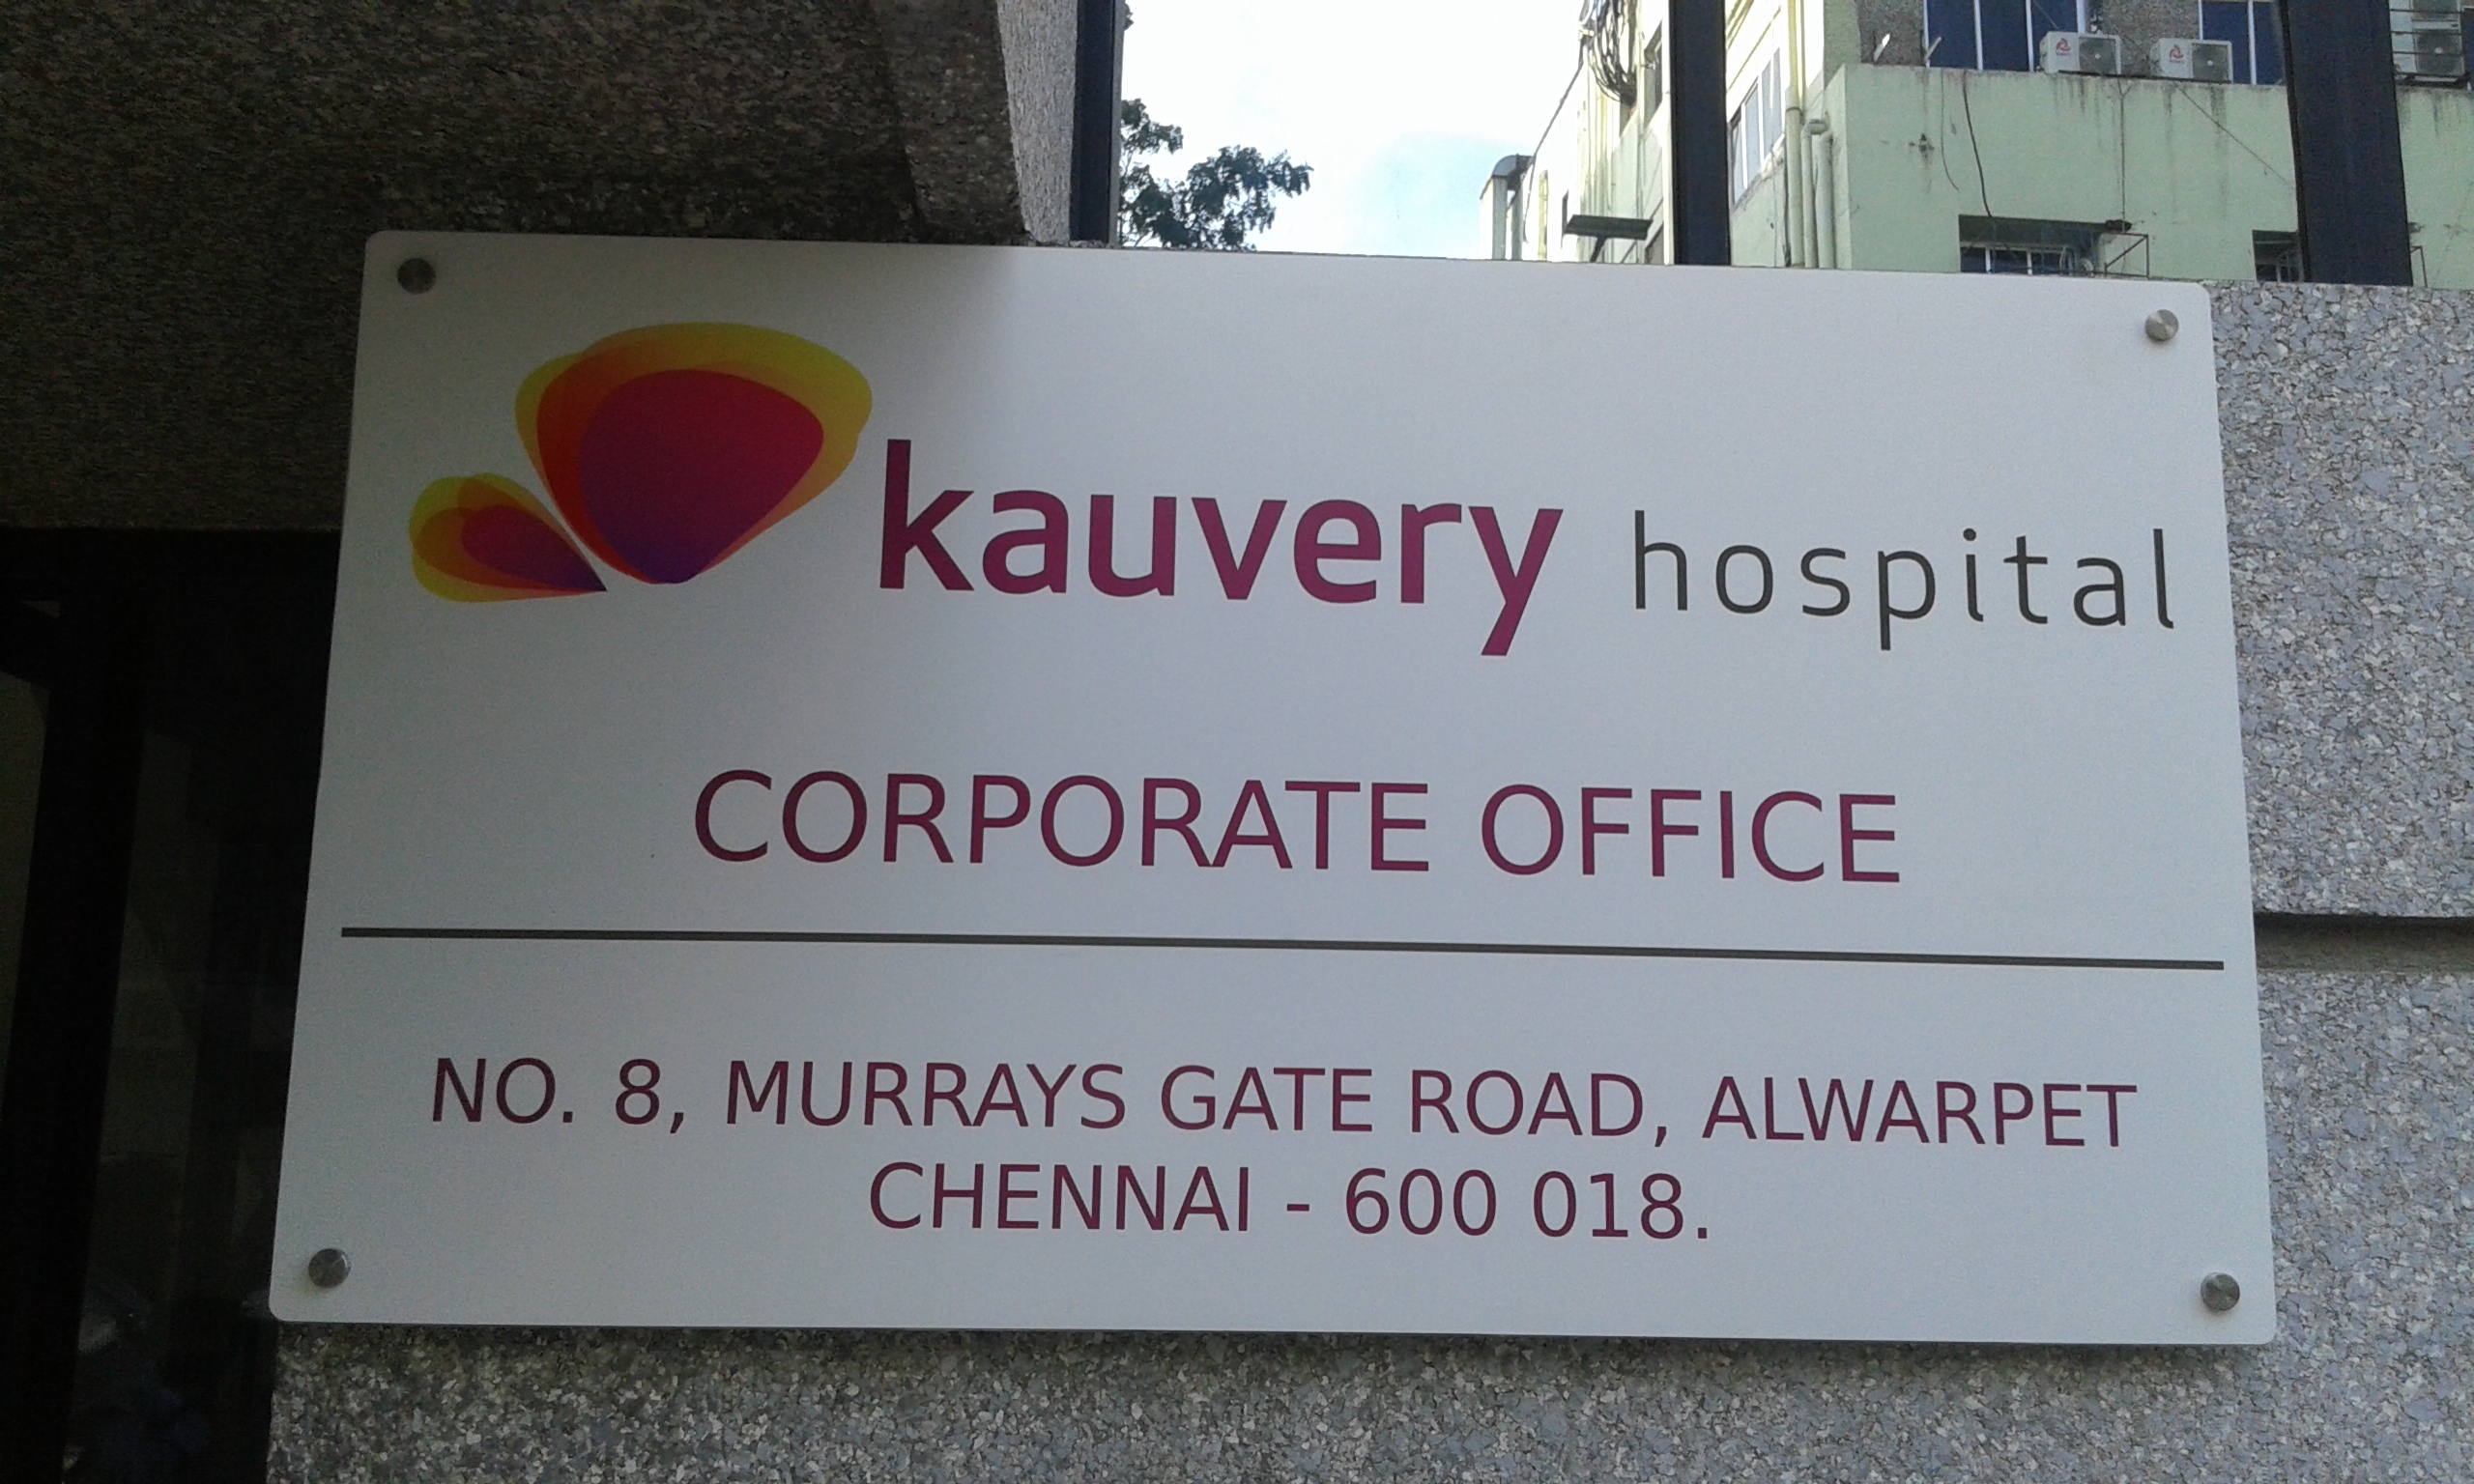 kauvery hospital
CORPORATE OFFICE
NO. 8, MURRAYS GATE ROAD, ALWARPET
CHENNAI - 600 018.